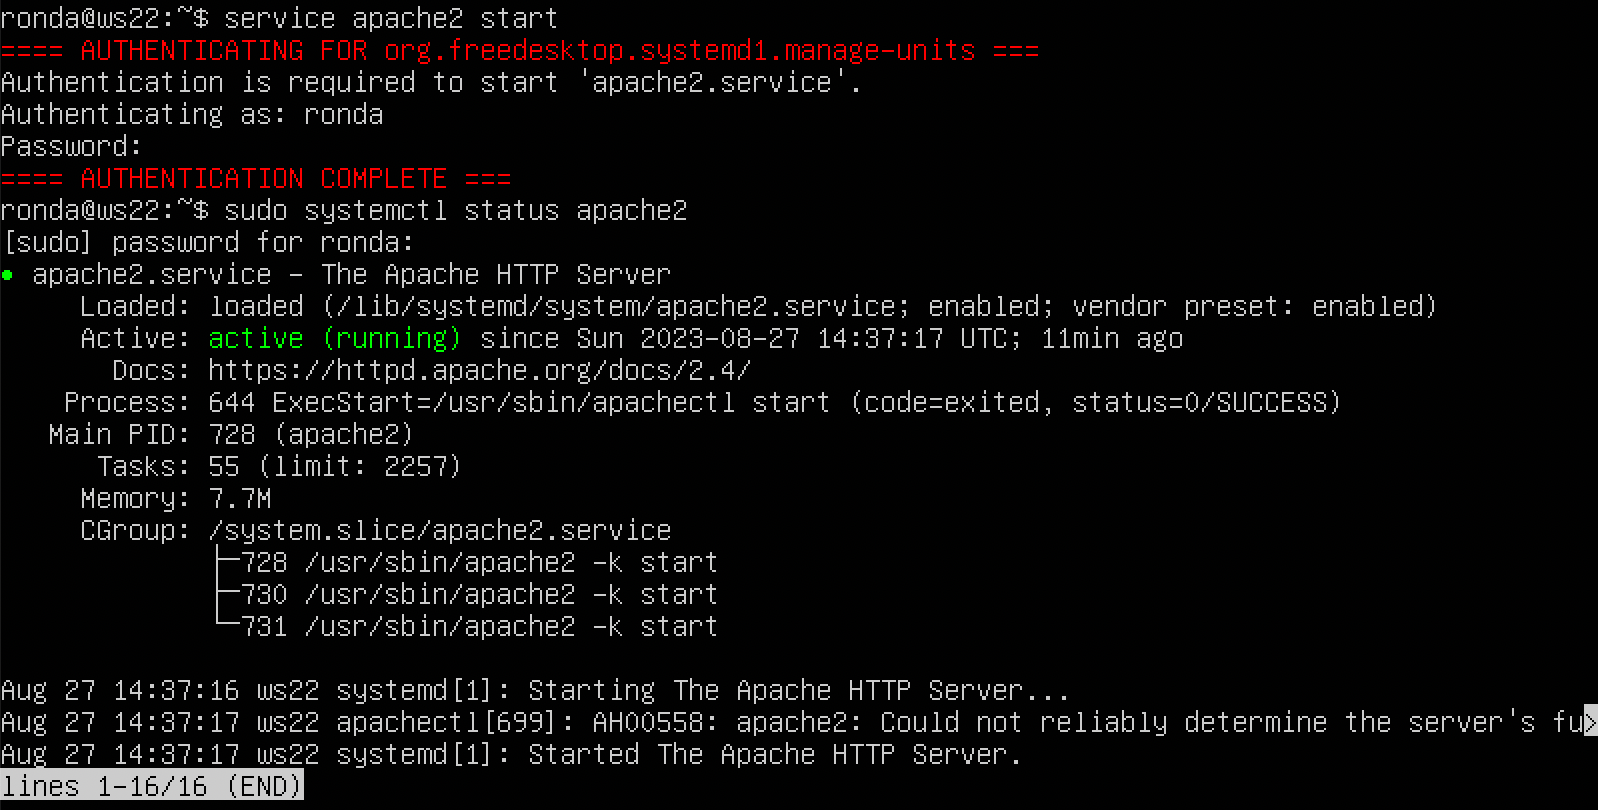 ronda@ws22:~$ service apache2 start
==== AUTHENTICATING FOR org.freedesktop.systemd1.manage-units ===
Authentication is required to start 'apache2.service'.
Authenticating as: ronda
Password:
==== AUTHENTICATION COMPLETE ===
ronda@ws22:~$ sudo systemctl status apache2
[sudo] password for ronda:
● apache2.service - The Apache HTTP Server
     Loaded: loaded (/lib/systemd/system/apache2.service; enabled; vendor preset: enabled)
     Active: active (running) since Sun 2023-08-27 14:37:17 UTC; 11min ago
       Docs: https://httpd.apache.org/docs/2.4/
    Process: 644 ExecStart=/usr/sbin/apachectl start (code=exited, status=0/SUCCESS)
   Main PID: 728 (apache2)
      Tasks: 55 (limit: 2257)
     Memory: 7.7M
     CGroup: /system.slice/apache2.service
             ├─728 /usr/sbin/apache2 -k start
             ├─730 /usr/sbin/apache2 -k start
             └─731 /usr/sbin/apache2 -k start
Aug 27 14:37:16 ws22 systemd[1]: Starting The Apache HTTP Server...
Aug 27 14:37:17 ws22 apachectl[699]: AH00558: apache2: Could not reliably determine the server's fu>
Aug 27 14:37:17 ws22 systemd[1]: Started The Apache HTTP Server.
lines 1-16/16 (END)